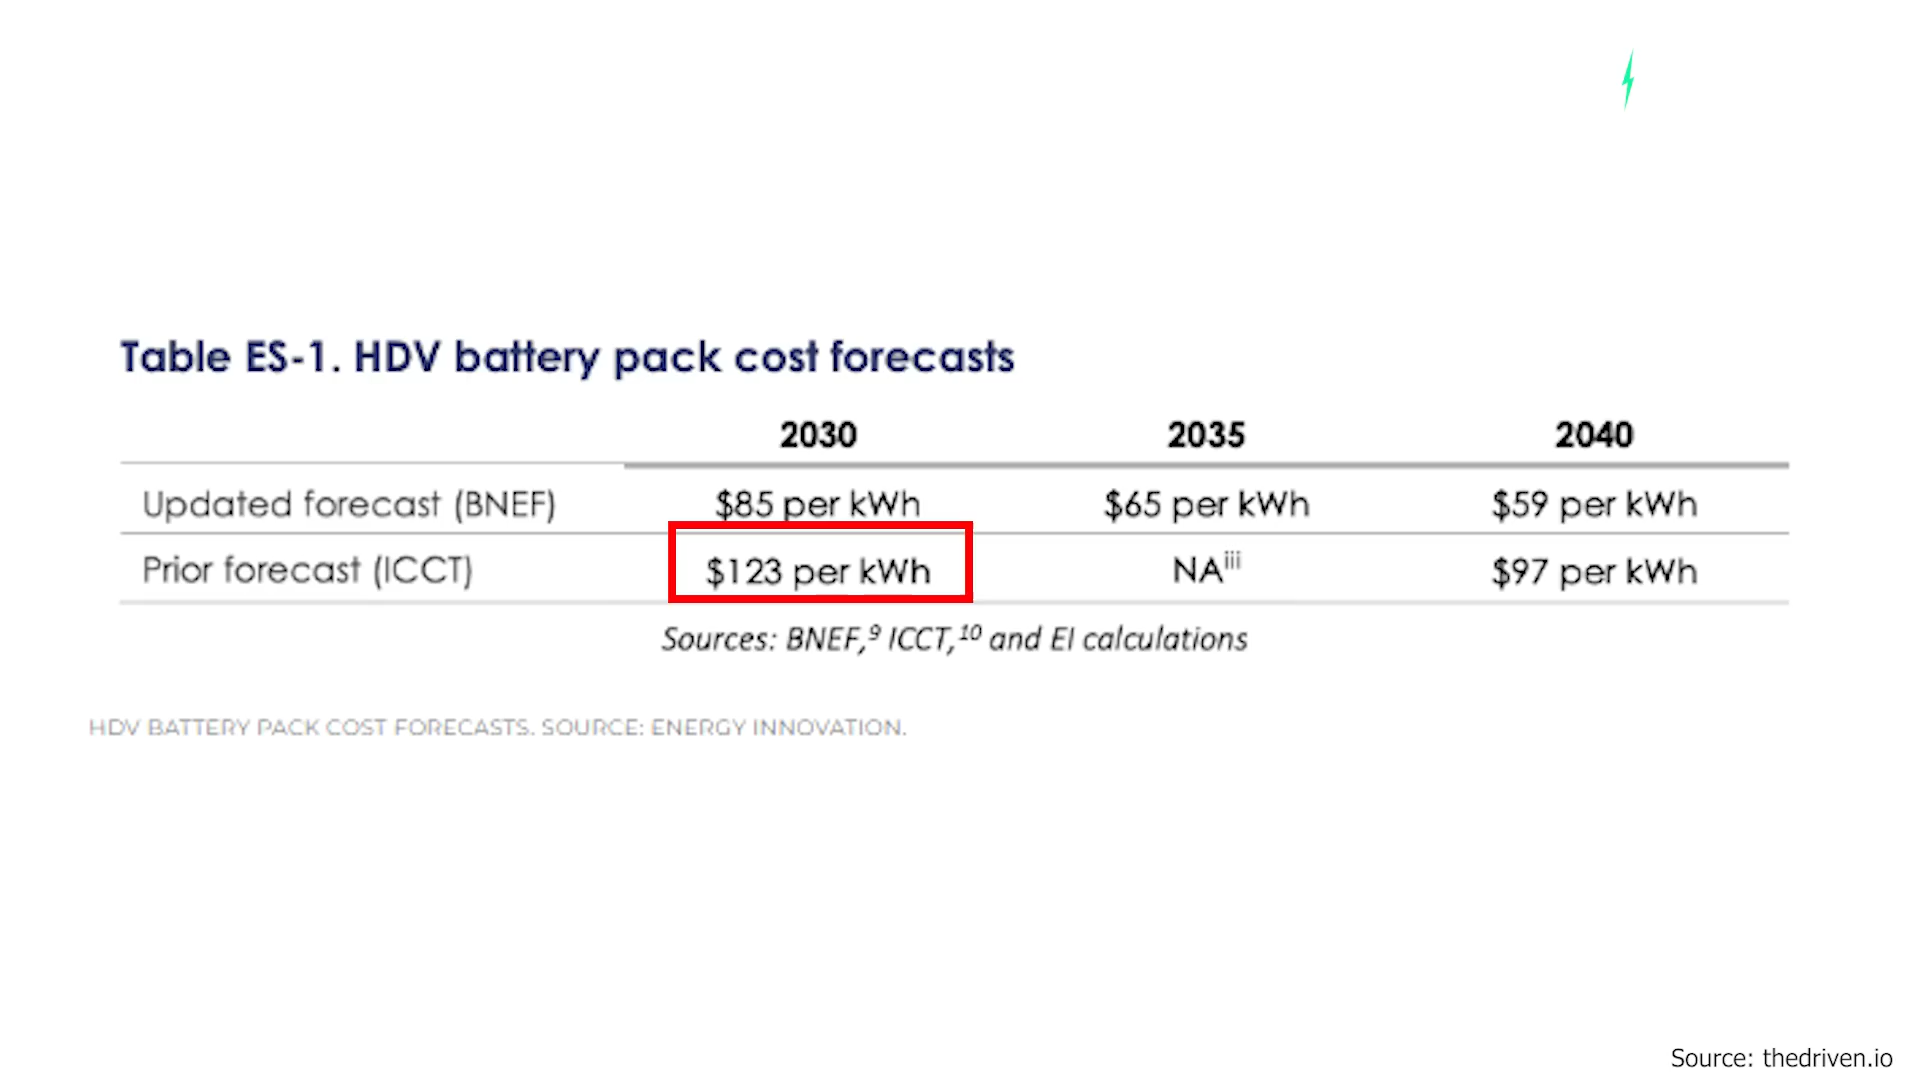 Table ES-1. HDV battery pack cost forecasts
2030 2035 2040
Updated forecast (BNEF) $85 per kWh $65 per kWh $59 per kWh
Prior forecast (ICCT) $123 per kWh NAⁱⁱⁱ $97 per kWh
Sources: BNEF,⁹ ICCT,¹⁰ and EI calculations
HDV BATTERY PACK COST FORECASTS. SOURCE: ENERGY INNOVATION.
Source: thedriven.io